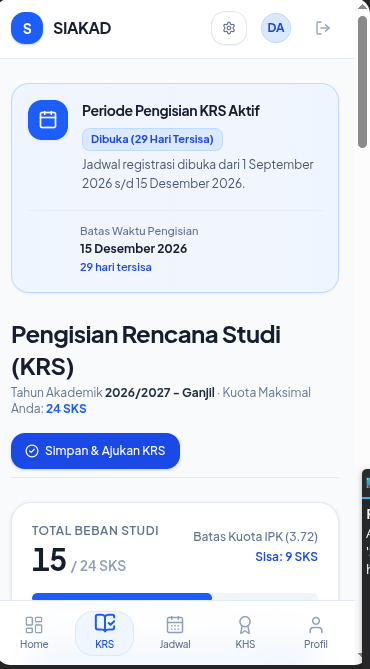 S SIAKAD DA
Periode Pengisian KRS Aktif
Dibuka (29 Hari Tersisa)
Jadwal registrasi dibuka dari 1 September
2026 s/d 15 Desember 2026.
Batas Waktu Pengisian
15 Desember 2026
29 hari tersisa
Pengisian Rencana Studi
(KRS)
Tahun Akademik 2026/2027 - Ganjil · Kuota Maksimal
Anda: 24 SKS
Simpan & Ajukan KRS
TOTAL BEBAN STUDI
15 / 24 SKS
Batas Kuota IPK (3.72)
Sisa: 9 SKS
Home KRS Jadwal KHS Profil